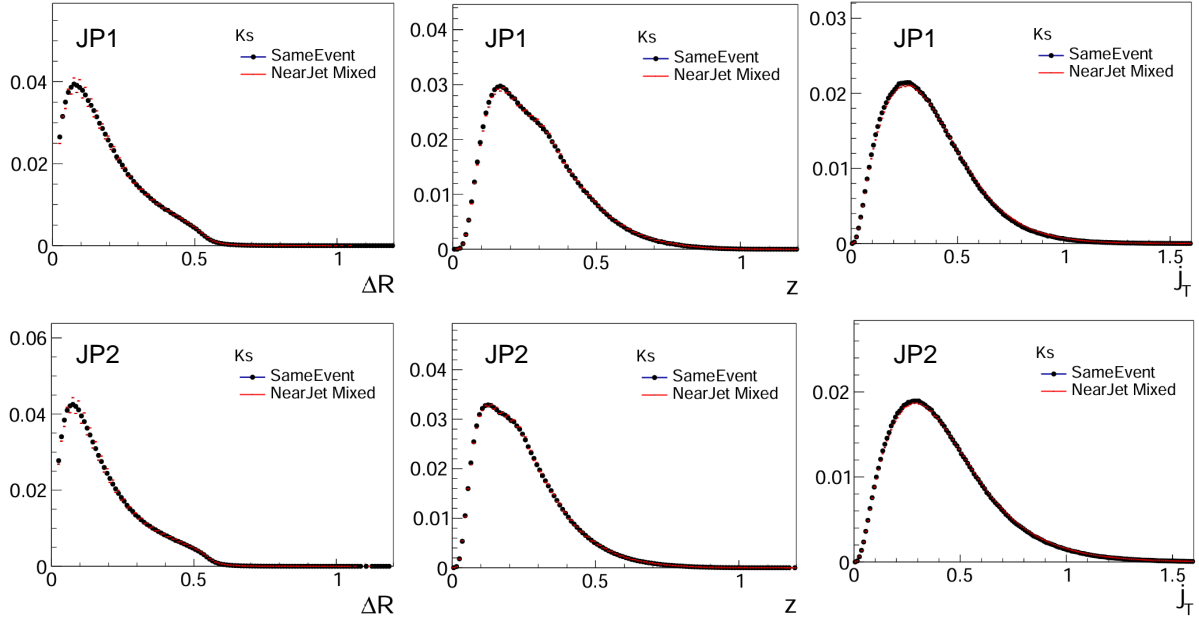 JP1
Ks
SameEvent
NearJet Mixed
0.04
0.02
0
0.5
1
ΔR
JP1
Ks
SameEvent
NearJet Mixed
0.04
0.03
0.02
0.01
0
0
0.5
1
z
JP1
Ks
SameEvent
NearJet Mixed
0.03
0.02
0.01
0
0
0.5
1
1.5
j_T
JP2
Ks
SameEvent
NearJet Mixed
0.06
0.04
0.02
0
0
0.5
1
ΔR
JP2
Ks
SameEvent
NearJet Mixed
0.04
0.03
0.02
0.01
0
0
0.5
1
z
JP2
Ks
SameEvent
NearJet Mixed
0.02
0.01
0
0
0.5
1
1.5
j_T